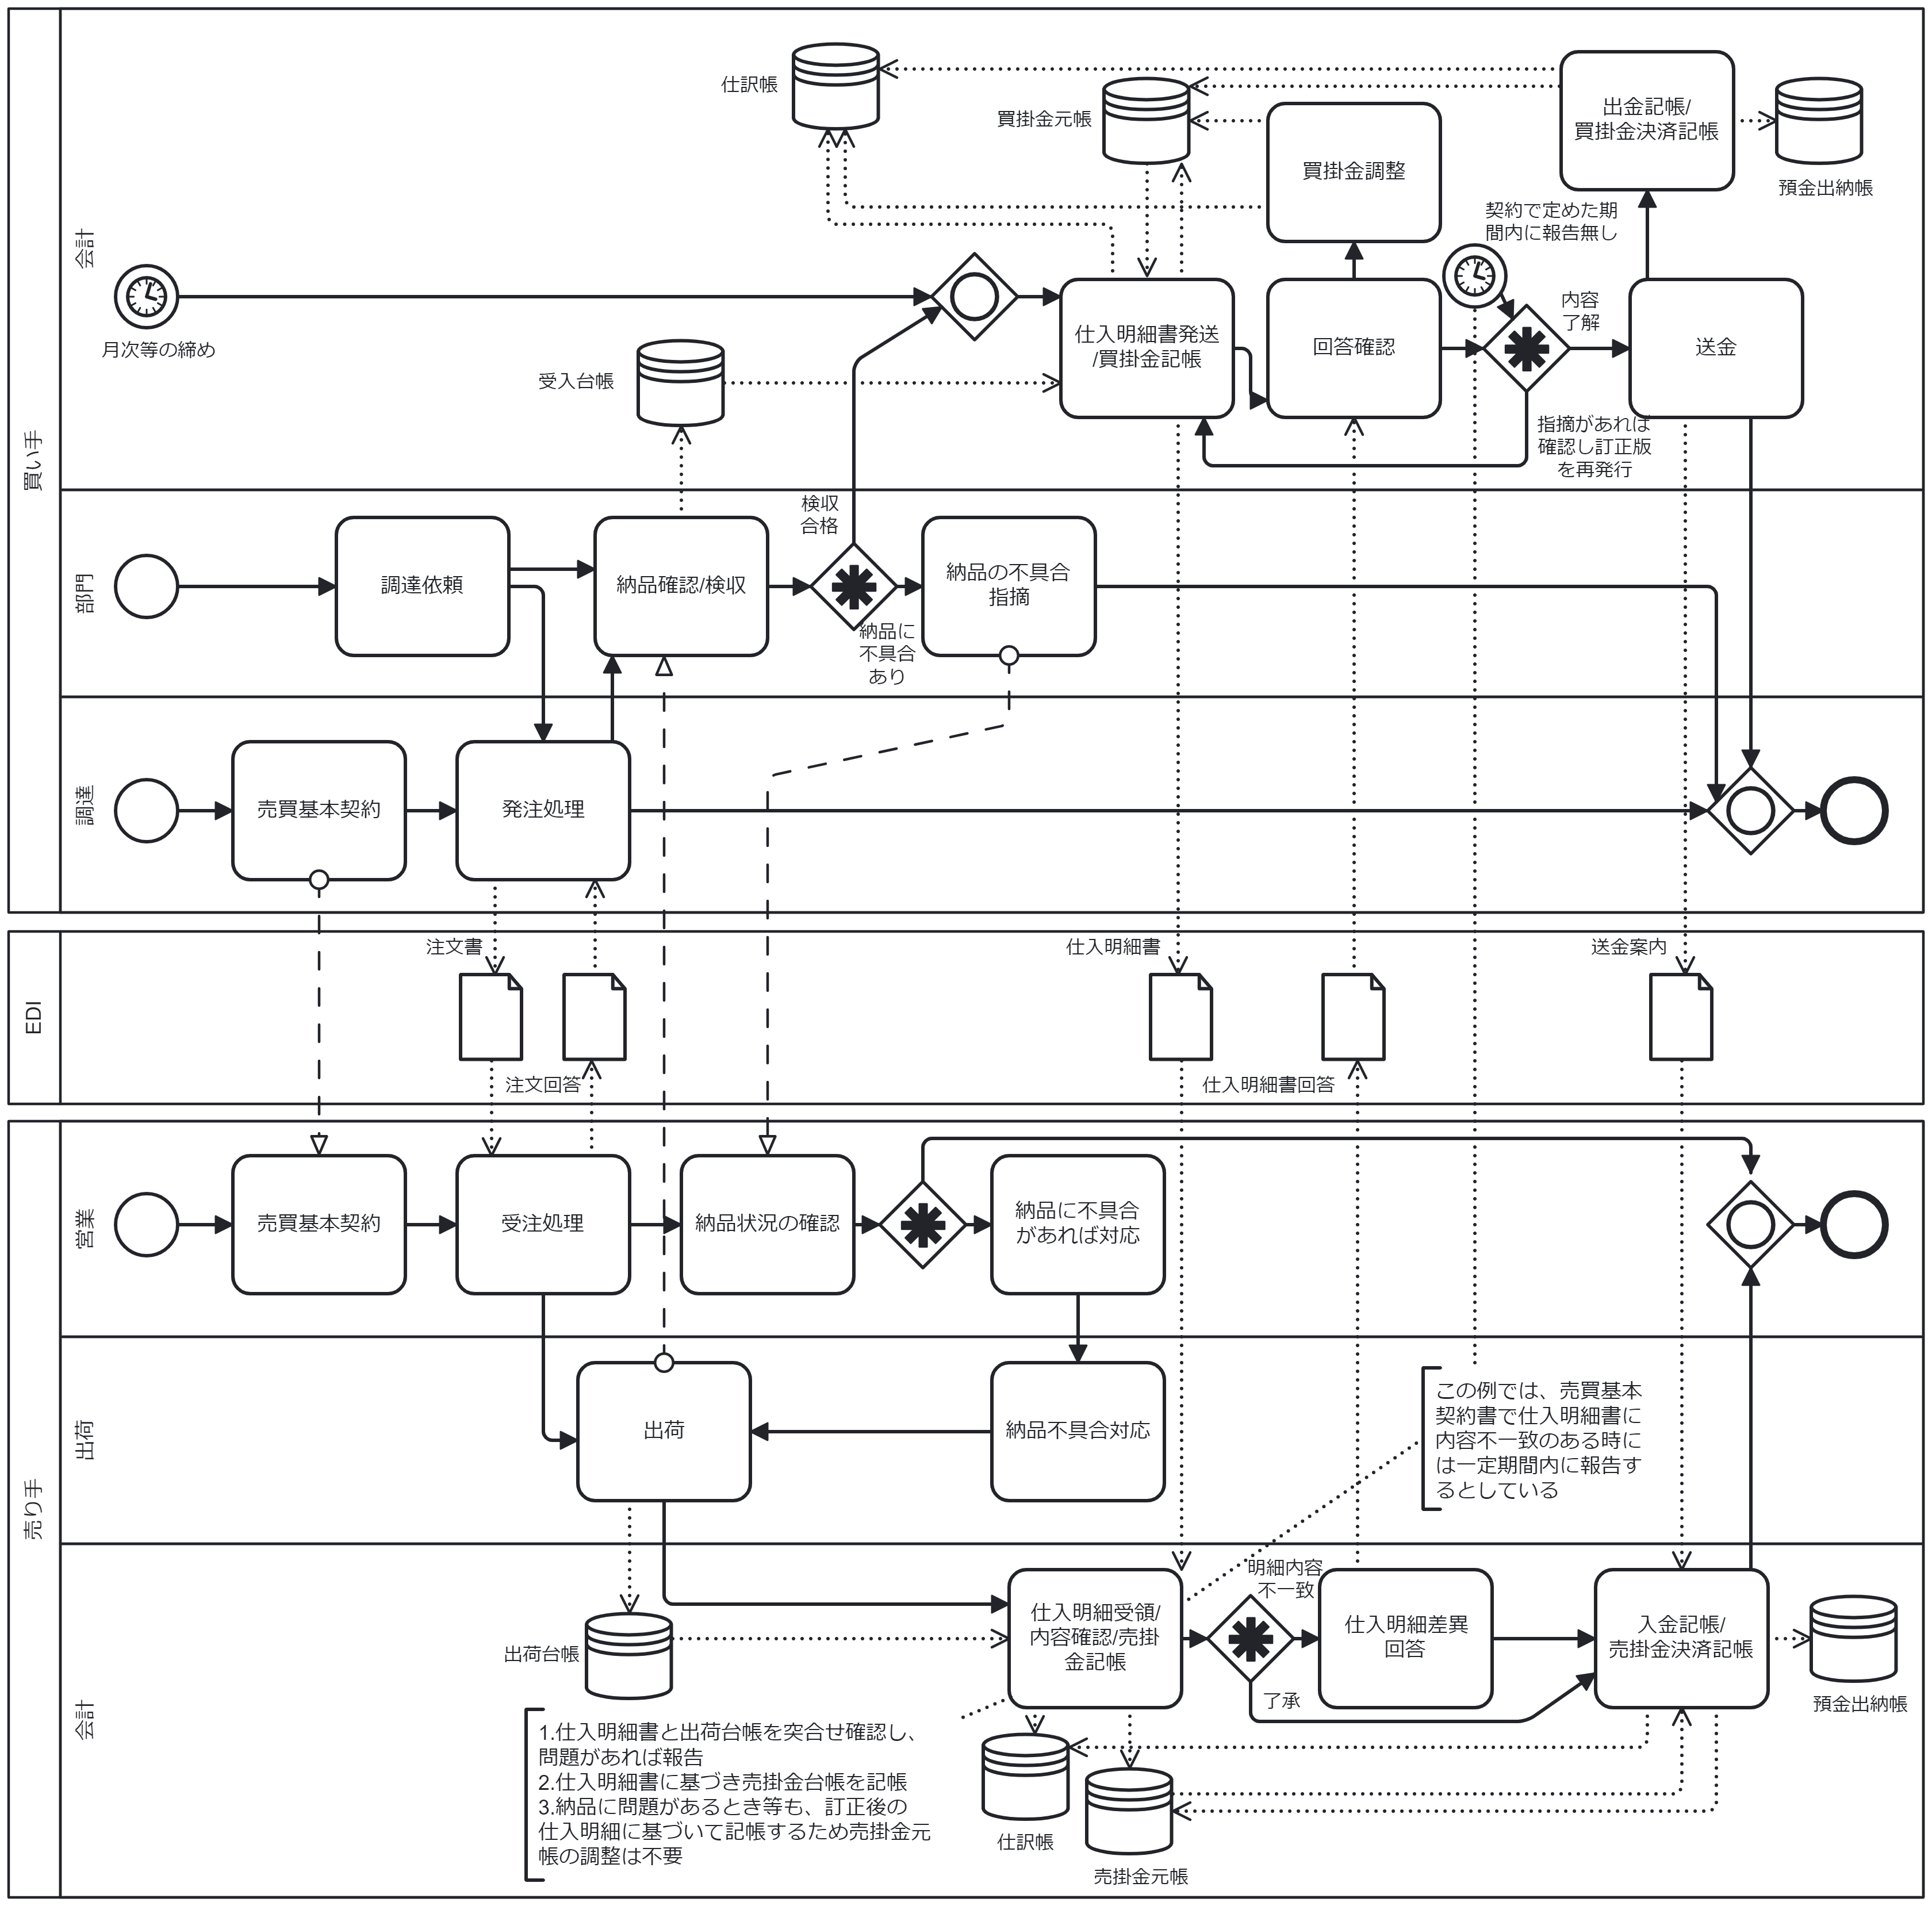 買い手
会計
仕訳帳
買掛金元帳
出金記帳/
買掛金決済記帳
預金出納帳
買掛金調整
契約で定めた期
間内に報告無し
月次等の締め
受入台帳
仕入明細書発送
/買掛金記帳
回答確認
内容
了解
送金
指摘があれば
確認し訂正版
を再発行
部門
調達依頼
納品確認/検収
検収
合格
納品に
不具合
あり
納品の不具合
指摘
調達
売買基本契約
発注処理
EDI
注文書
注文回答
仕入明細書
仕入明細書回答
送金案内
売り手
営業
売買基本契約
受注処理
納品状況の確認
納品に不具合
があれば対応
出荷
出荷
納品不具合対応
この例では、売買基本
契約書で仕入明細書に
内容不一致のある時に
は一定期間内に報告す
るとしている
会計
出荷台帳
仕入明細受領/
内容確認/売掛
金記帳
明細内容
不一致
了承
仕入明細差異
回答
入金記帳/
売掛金決済記帳
預金出納帳
1.仕入明細書と出荷台帳を突合せ確認し、
問題があれば報告
2.仕入明細書に基づき売掛金台帳を記帳
3.納品に問題があるとき等も、訂正後の
仕入明細に基づいて記帳するため売掛金元
帳の調整は不要
仕訳帳
売掛金元帳